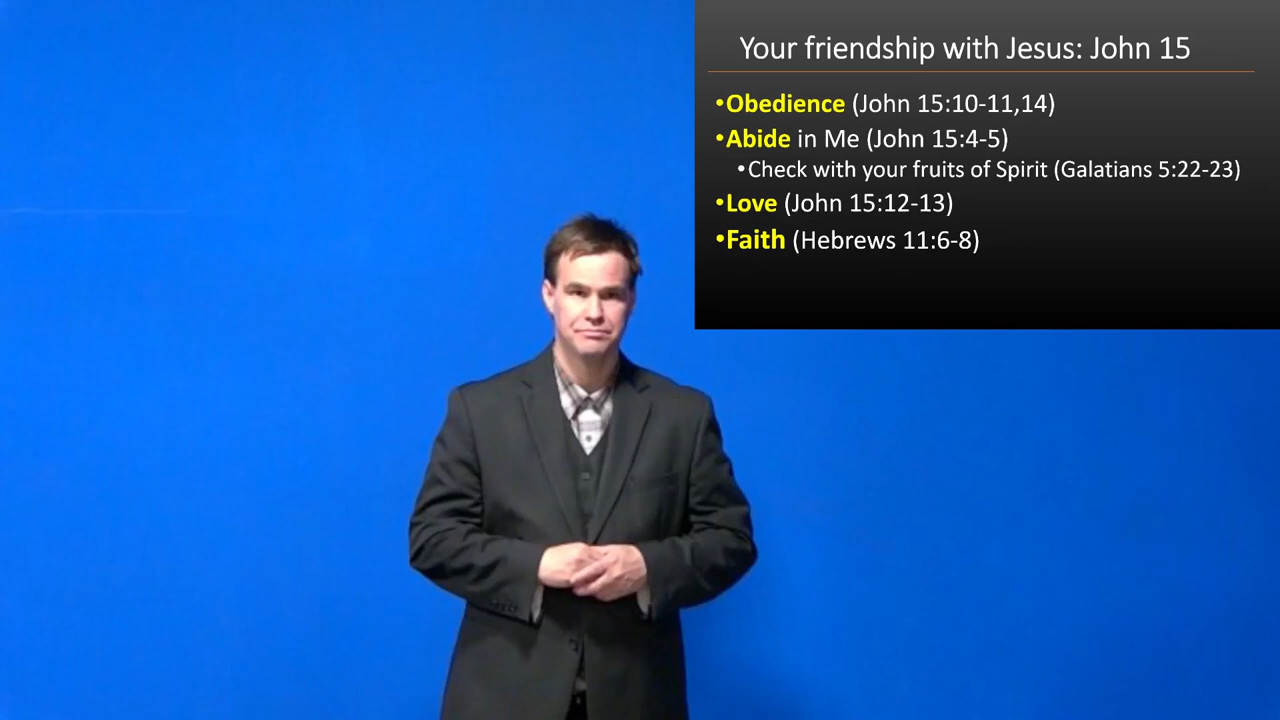 Your friendship with Jesus: John 15
•Obedience (John 15:10-11,14)
•Abide in Me (John 15:4-5)
•Check with your fruits of Spirit (Galatians 5:22-23)
•Love (John 15:12-13)
•Faith (Hebrews 11:6-8)